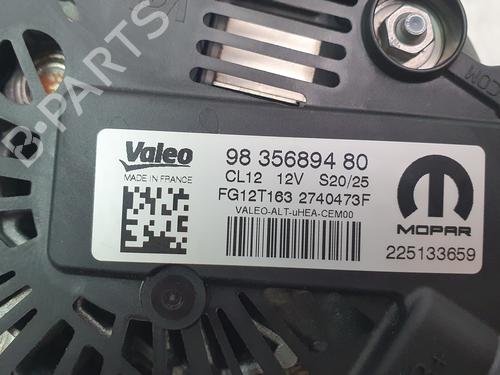 B-PARTS
COM
Valeo
MADE IN FRANCE
98 356894 80
CL12 12V S20/25
FG12T163 2740473F
VALEO-ALT-uHEA-CEM00
MOPAR
225133659